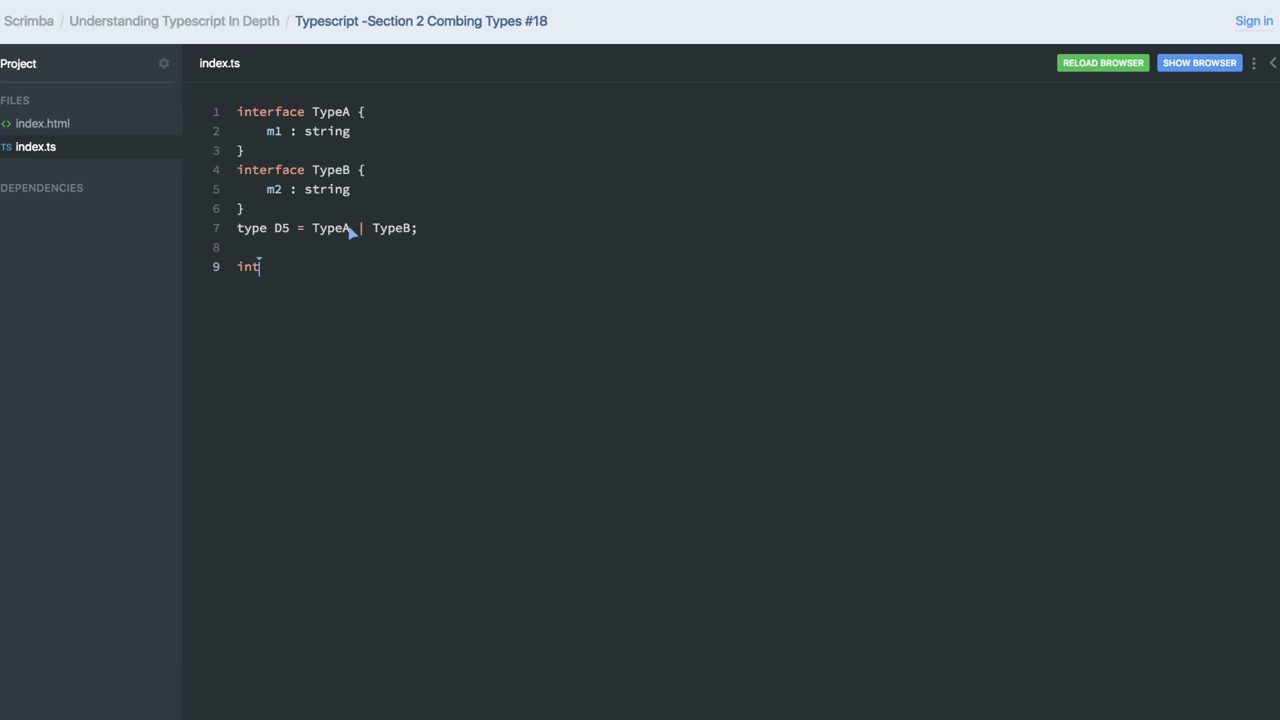 Scrimba / Understanding Typescript In Depth / Typescript -Section 2 Combing Types #18
Sign in
Project
index.ts
RELOAD BROWSER
SHOW BROWSER
FILES
<> index.html
TS index.ts
DEPENDENCIES
1 interface TypeA {
2 m1 : string
3 }
4 interface TypeB {
5 m2 : string
6 }
7 type D5 = TypeA | TypeB;
8
9 int